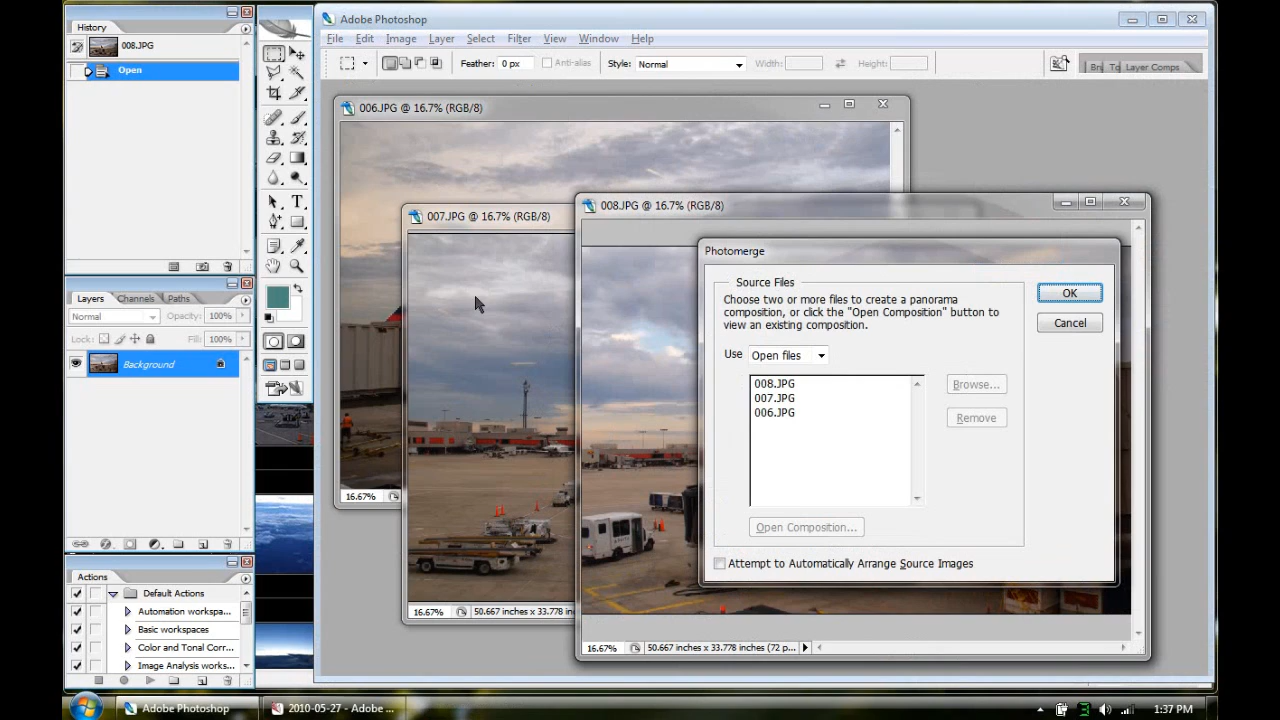 History
008.JPG
Open
Adobe Photoshop
File Edit Image Layer Select Filter View Window Help
Feather: 0 px Anti-alias Style: Normal Width: Height:
Layer Comps
006.JPG @ 16.7% (RGB/8)
007.JPG @ 16.7% (RGB/8)
008.JPG @ 16.7% (RGB/8)
Photomerge
Source Files
Choose two or more files to create a panorama
composition, or click the "Open Composition" button to
view an existing composition.
Use Open files
008.JPG
007.JPG
006.JPG
Browse...
Remove
Open Composition...
Attempt to Automatically Arrange Source Images
OK
Cancel
16.67%
16.67% 50.667 inches x 33.778 inches (72
16.67% 50.667 inches x 33.778 inches (72 p...
Layers Channels Paths
Normal Opacity: 100%
Lock: Fill: 100%
Background
Actions
Default Actions
Automation workspa...
Basic workspaces
Color and Tonal Corr...
Image Analysis works...
Adobe Photoshop
2010-05-27 - Adobe ...
1:37 PM